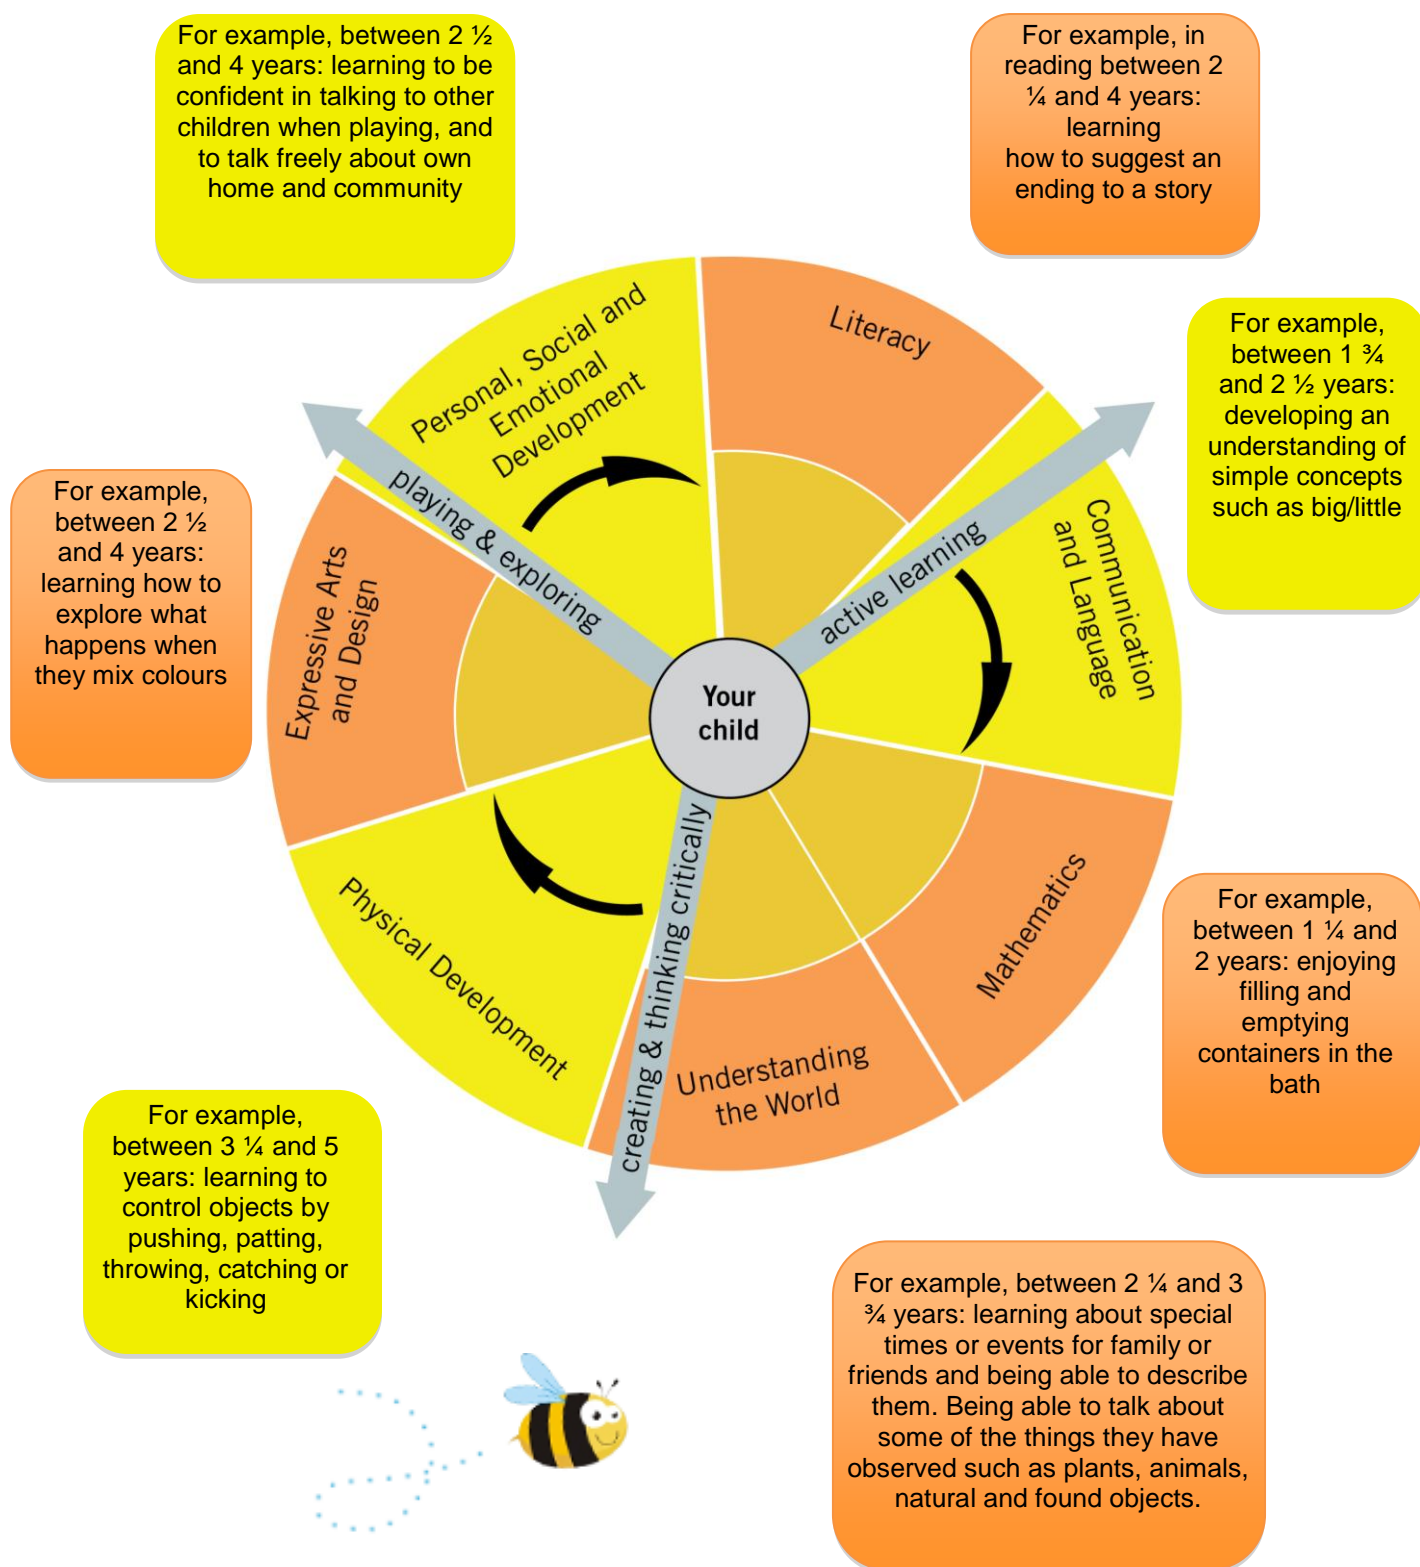 For example, between 2 ½
and 4 years: learning to be
confident in talking to other
children when playing, and
to talk freely about own
home and community
For example, in
reading between 2
¼ and 4 years:
learning
how to suggest an
ending to a story
For example,
between 1 ¾
and 2 ½ years:
developing an
understanding of
simple concepts
such as big/little
For example,
between 2 ½
and 4 years:
learning how to
explore what
happens when
they mix colours
Personal, Social and
Emotional
Development
Literacy
Communication
and Language
playing & exploring
active learning
Expressive Arts
and Design
Your
child
Mathematics
Physical Development
creating & thinking critically
Understanding
the World
For example,
between 1 ¼ and
2 years: enjoying
filling and
emptying
containers in the
bath
For example,
between 3 ¼ and 5
years: learning to
control objects by
pushing, patting,
throwing, catching or
kicking
For example, between 2 ¼ and 3
¾ years: learning about special
times or events for family or
friends and being able to describe
them. Being able to talk about
some of the things they have
observed such as plants, animals,
natural and found objects.